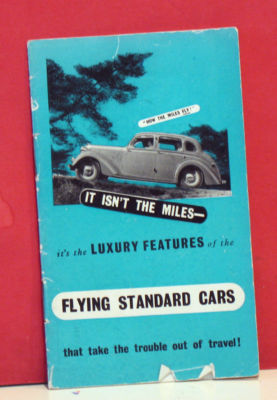 "HOW THE MILES FLY!"
IT ISN'T THE MILES—
it's the LUXURY FEATURES of the
FLYING STANDARD CARS
that take the trouble out of travel!